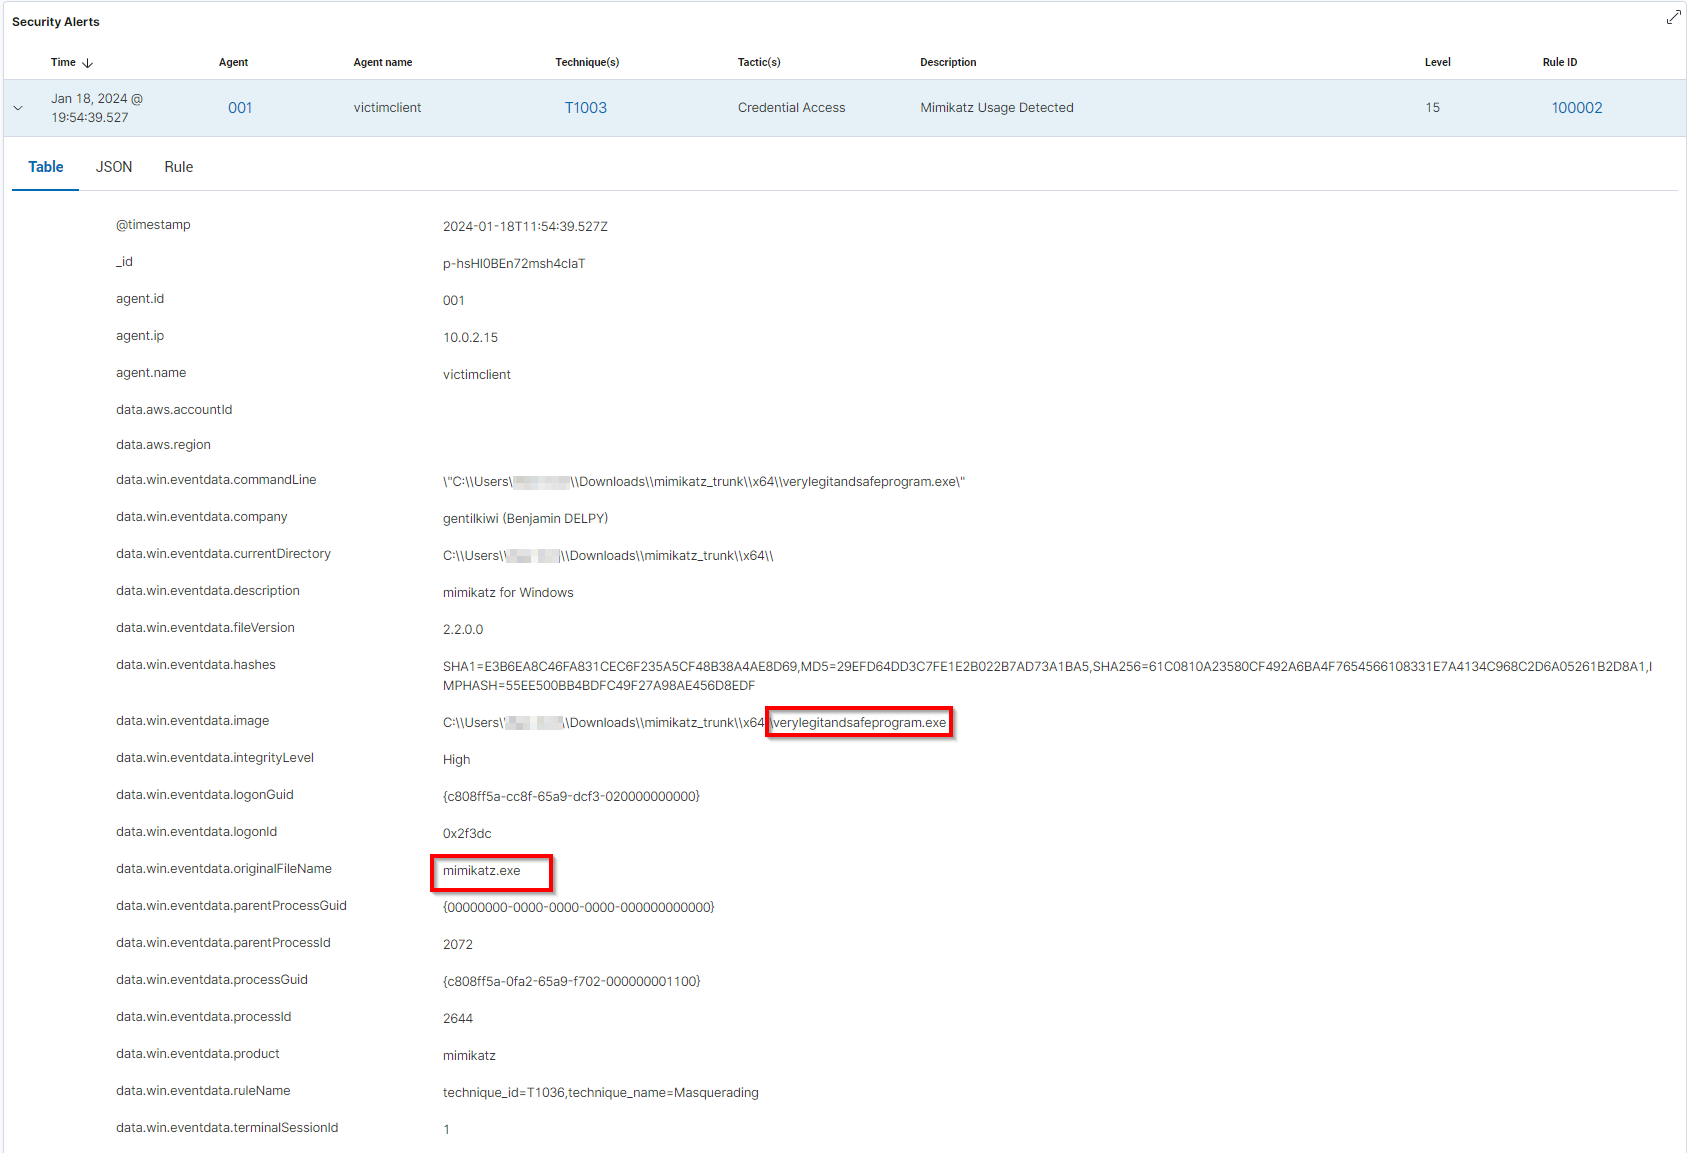 Security Alerts
Time Agent Agent name Technique(s) Tactic(s) Description Level Rule ID
Jan 18, 2024 @
19:54:39.527
001 victimclient T1003 Credential Access Mimikatz Usage Detected 15 100002
Table JSON Rule
@timestamp 2024-01-18T11:54:39.527Z
_id p-hsHI0BEn72msh4cIaT
agent.id 001
agent.ip 10.0.2.15
agent.name victimclient
data.aws.accountId
data.aws.region
data.win.eventdata.commandLine \"C:\\Users\ \\Downloads\\mimikatz_trunk\\x64\\verylegitandsafeprogram.exe\"
data.win.eventdata.company gentilkiwi (Benjamin DELPY)
data.win.eventdata.currentDirectory C:\\Users\\ \\Downloads\\mimikatz_trunk\\x64\\
data.win.eventdata.description mimikatz for Windows
data.win.eventdata.fileVersion 2.2.0.0
data.win.eventdata.hashes SHA1=E3B6EA8C46FA831CEC6F235A5CF48B38A4AE8D69,MD5=29EFD64DD3C7FE1E2B022B7AD73A1BA5,SHA256=61C0810A23580CF492A6BA4F7654566108331E7A4134C968C2D6A05261B2D8A1,I
MPHASH=55EE500BB4BDFC49F27A98AE456D8EDF
data.win.eventdata.image C:\\Users\\ \\Downloads\\mimikatz_trunk\\x64\\verylegitandsafeprogram.exe
data.win.eventdata.integrityLevel High
data.win.eventdata.logonGuid {c808ff5a-cc8f-65a9-dcf3-020000000000}
data.win.eventdata.logonId 0x2f3dc
data.win.eventdata.originalFileName mimikatz.exe
data.win.eventdata.parentProcessGuid {00000000-0000-0000-0000-000000000000}
data.win.eventdata.parentProcessId 2072
data.win.eventdata.processGuid {c808ff5a-0fa2-65a9-f702-000000001100}
data.win.eventdata.processId 2644
data.win.eventdata.product mimikatz
data.win.eventdata.ruleName technique_id=T1036,technique_name=Masquerading
data.win.eventdata.terminalSessionId 1